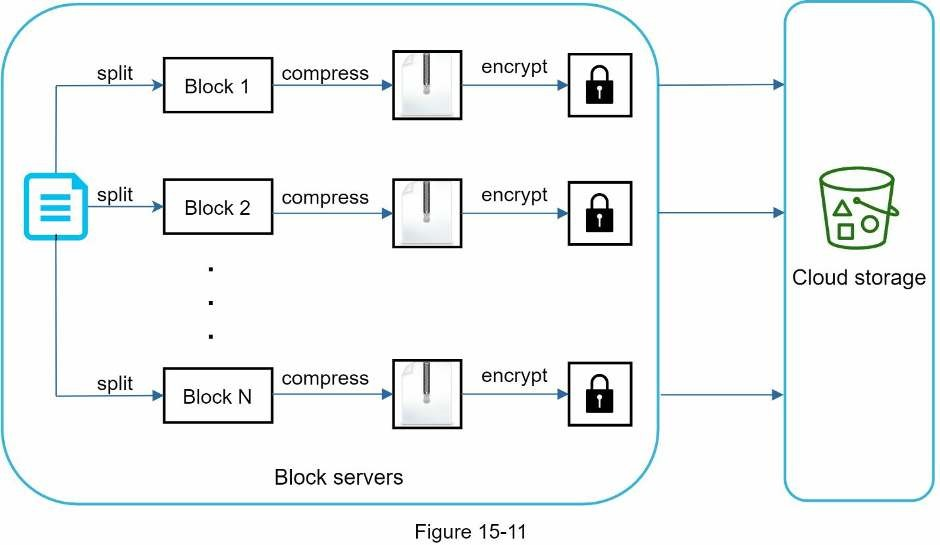 split
Block 1
compress
encrypt
split
Block 2
compress
encrypt
.
.
.
split
Block N
compress
encrypt
Block servers
Cloud storage
Figure 15-11